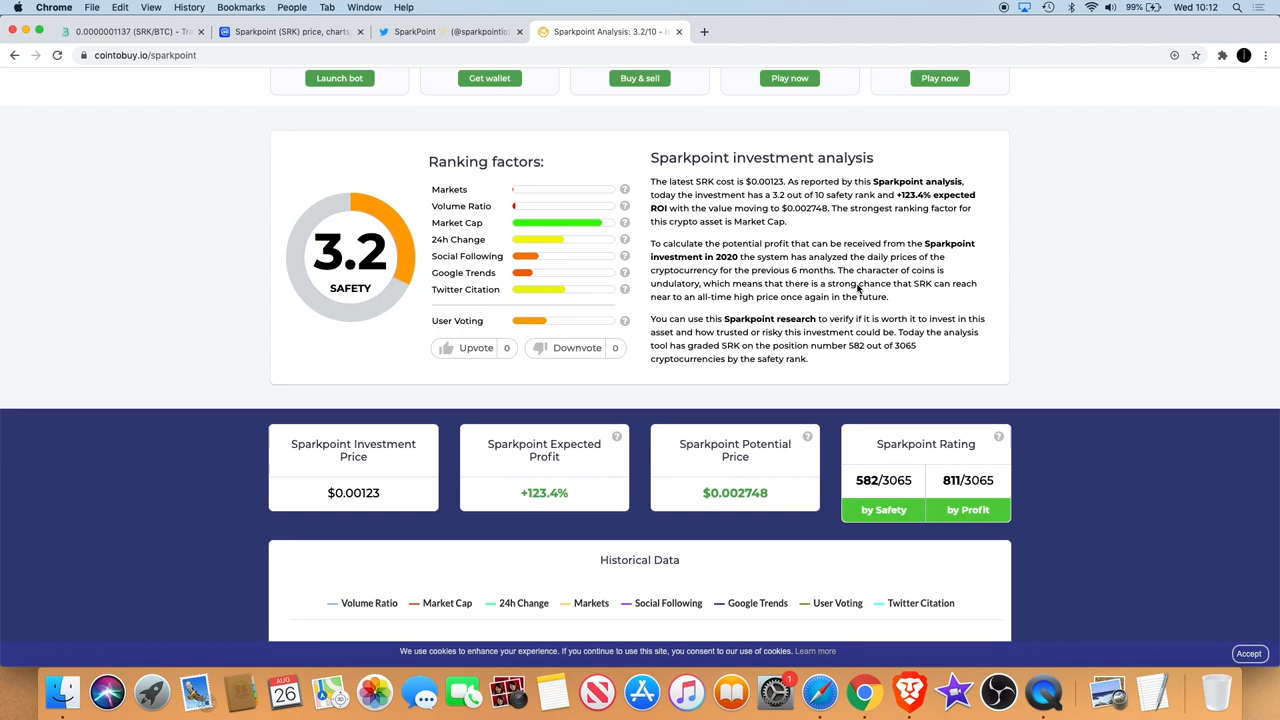 Chrome File Edit View History Bookmarks People Tab Window Help 99% Wed 10:12
0.0000001137 (SRK/BTC) - Tra Sparkpoint (SRK) price, charts, SparkPoint (@sparkpointio) Sparkpoint Analysis: 3.2/10 - Is
cointobuy.io/sparkpoint
Launch bot Get wallet Buy & sell Play now Play now
Ranking factors:
Markets ?
Volume Ratio ?
Market Cap ?
24h Change ?
Social Following ?
Google Trends ?
Twitter Citation ?
User Voting ?
Upvote 0 Downvote 0
3.2
SAFETY
Sparkpoint investment analysis
The latest SRK cost is $0.00123. As reported by this Sparkpoint analysis,
today the investment has a 3.2 out of 10 safety rank and +123.4% expected
ROI with the value moving to $0.002748. The strongest ranking factor for
this crypto asset is Market Cap.
To calculate the potential profit that can be received from the Sparkpoint
investment in 2020 the system has analyzed the daily prices of the
cryptocurrency for the previous 6 months. The character of coins is
undulatory, which means that there is a strong chance that SRK can reach
near to an all-time high price once again in the future.
You can use this Sparkpoint research to verify if it is worth it to invest in this
asset and how trusted or risky this investment could be. Today the analysis
tool has graded SRK on the position number 582 out of 3065
cryptocurrencies by the safety rank.
Sparkpoint Investment
Price
$0.00123
Sparkpoint Expected
Profit
?
+123.4%
Sparkpoint Potential
Price
?
$0.002748
Sparkpoint Rating
?
582/3065 811/3065
by Safety by Profit
Historical Data
Volume Ratio Market Cap 24h Change Markets Social Following Google Trends User Voting Twitter Citation
We use cookies to enhance your experience. If you continue to use this site, you consent to our use of cookies. Learn more
Accept
AUG
26
1